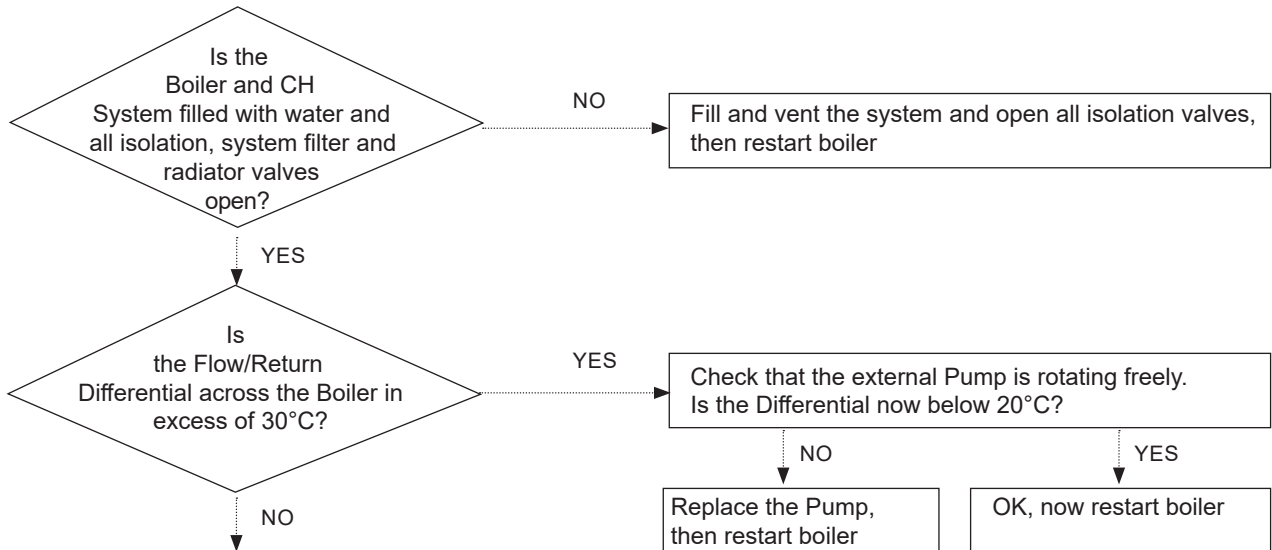 Is the
Boiler and CH
System filled with water and
all isolation, system filter and
radiator valves
open?
NO
Fill and vent the system and open all isolation valves,
then restart boiler
YES
Is
the Flow/Return
Differential across the Boiler in
excess of 30°C?
YES
Check that the external Pump is rotating freely.
Is the Differential now below 20°C?
NO
YES
Replace the Pump,
then restart boiler
OK, now restart boiler
NO